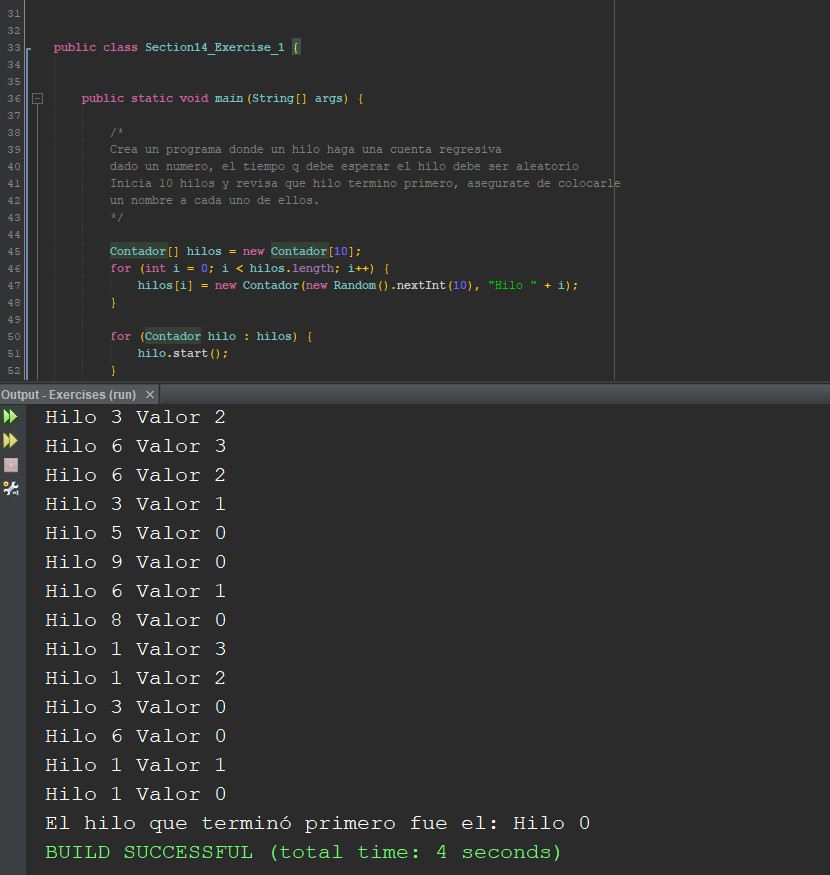 31
32
33 public class Section14_Exercise_1 {
34
35
36 public static void main(String[] args) {
37
38 /*
39 Crea un programa donde un hilo haga una cuenta regresiva
40 dado un numero, el tiempo q debe esperar el hilo debe ser aleatorio
41 Inicia 10 hilos y revisa que hilo termino primero, asegurate de colocarle
42 un nombre a cada uno de ellos.
43 */
44
45 Contador[] hilos = new Contador[10];
46 for (int i = 0; i < hilos.length; i++) {
47 hilos[i] = new Contador(new Random().nextInt(10), "Hilo " + i);
48 }
49
50 for (Contador hilo : hilos) {
51 hilo.start();
52 }
Output - Exercises (run) ×
Hilo 3 Valor 2
Hilo 6 Valor 3
Hilo 6 Valor 2
Hilo 3 Valor 1
Hilo 5 Valor 0
Hilo 9 Valor 0
Hilo 6 Valor 1
Hilo 8 Valor 0
Hilo 1 Valor 3
Hilo 1 Valor 2
Hilo 3 Valor 0
Hilo 6 Valor 0
Hilo 1 Valor 1
Hilo 1 Valor 0
El hilo que terminó primero fue el: Hilo 0
BUILD SUCCESSFUL (total time: 4 seconds)